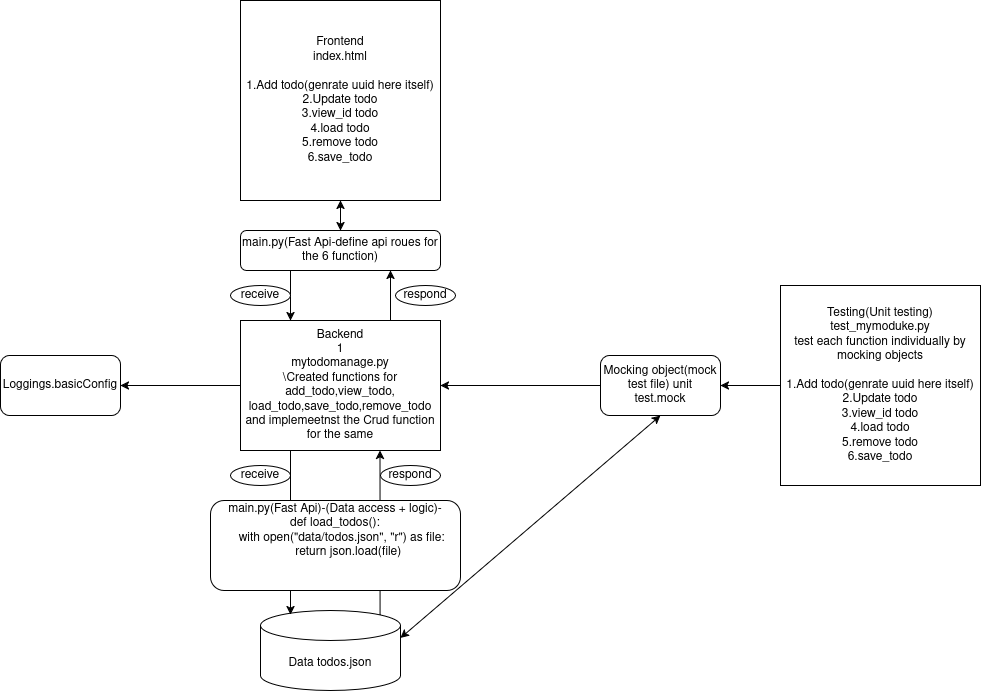 Frontend
index.html
1.Add todo(genrate uuid here itself)
2.Update todo
3.view_id todo
4.load todo
5.remove todo
6.save_todo
main.py(Fast Api-define api roues for
the 6 function)
receive
respond
Backend
1
mytodomanage.py
\Created functions for
add_todo,view_todo,
load_todo,save_todo,remove_todo
and implemeetnst the Crud function
for the same
Loggings.basicConfig
Mocking object(mock
test file) unit
test.mock
Testing(Unit testing)
test_mymoduke.py
test each function individually by
mocking objects
1.Add todo(genrate uuid here itself)
2.Update todo
3.view_id todo
4.load todo
5.remove todo
6.save_todo
receive
respond
main.py(Fast Api)-(Data access + logic)-
def load_todos():
with open("data/todos.json", "r") as file:
return json.load(file)
Data todos.json